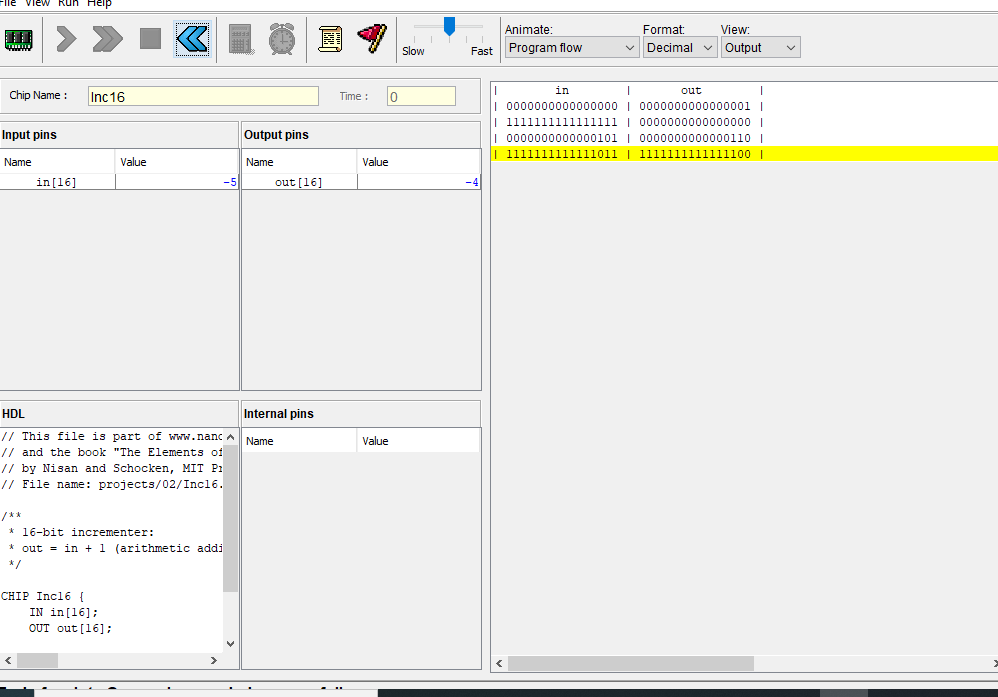 File View Run Help
Animate: Format: View:
Slow Fast Program flow Decimal Output
Chip Name : Inc16 Time : 0
Input pins Output pins
Name Value Name Value
in[16] -5 out[16] -4
| in | out |
| 0000000000000000 | 0000000000000001 |
| 1111111111111111 | 0000000000000000 |
| 0000000000000101 | 0000000000000110 |
| 1111111111111011 | 1111111111111100 |
HDL
// This file is part of www.nand
// and the book "The Elements of
// by Nisan and Schocken, MIT Pr
// File name: projects/02/Inc16.
/**
* 16-bit incrementer:
* out = in + 1 (arithmetic addi
*/
CHIP Inc16 {
IN in[16];
OUT out[16];
Internal pins
Name Value